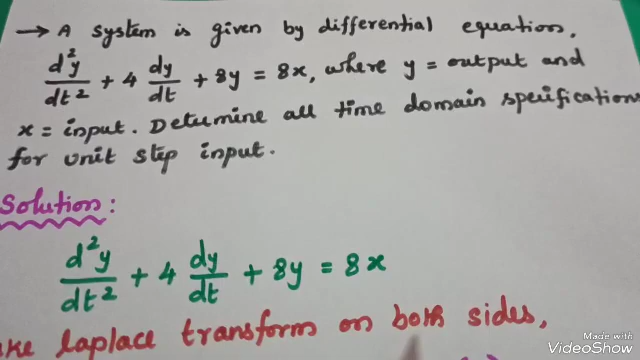 → A system is given by differential equation,
d²y/dt² + 4 dy/dt + 8y = 8x, where y = output and
x = input. Detumine all time domain specification
for unit step input.
Solution:
d²y/dt² + 4 dy/dt + 8y = 8x
ake laplace transform on both sides,
Made with
VideoShow